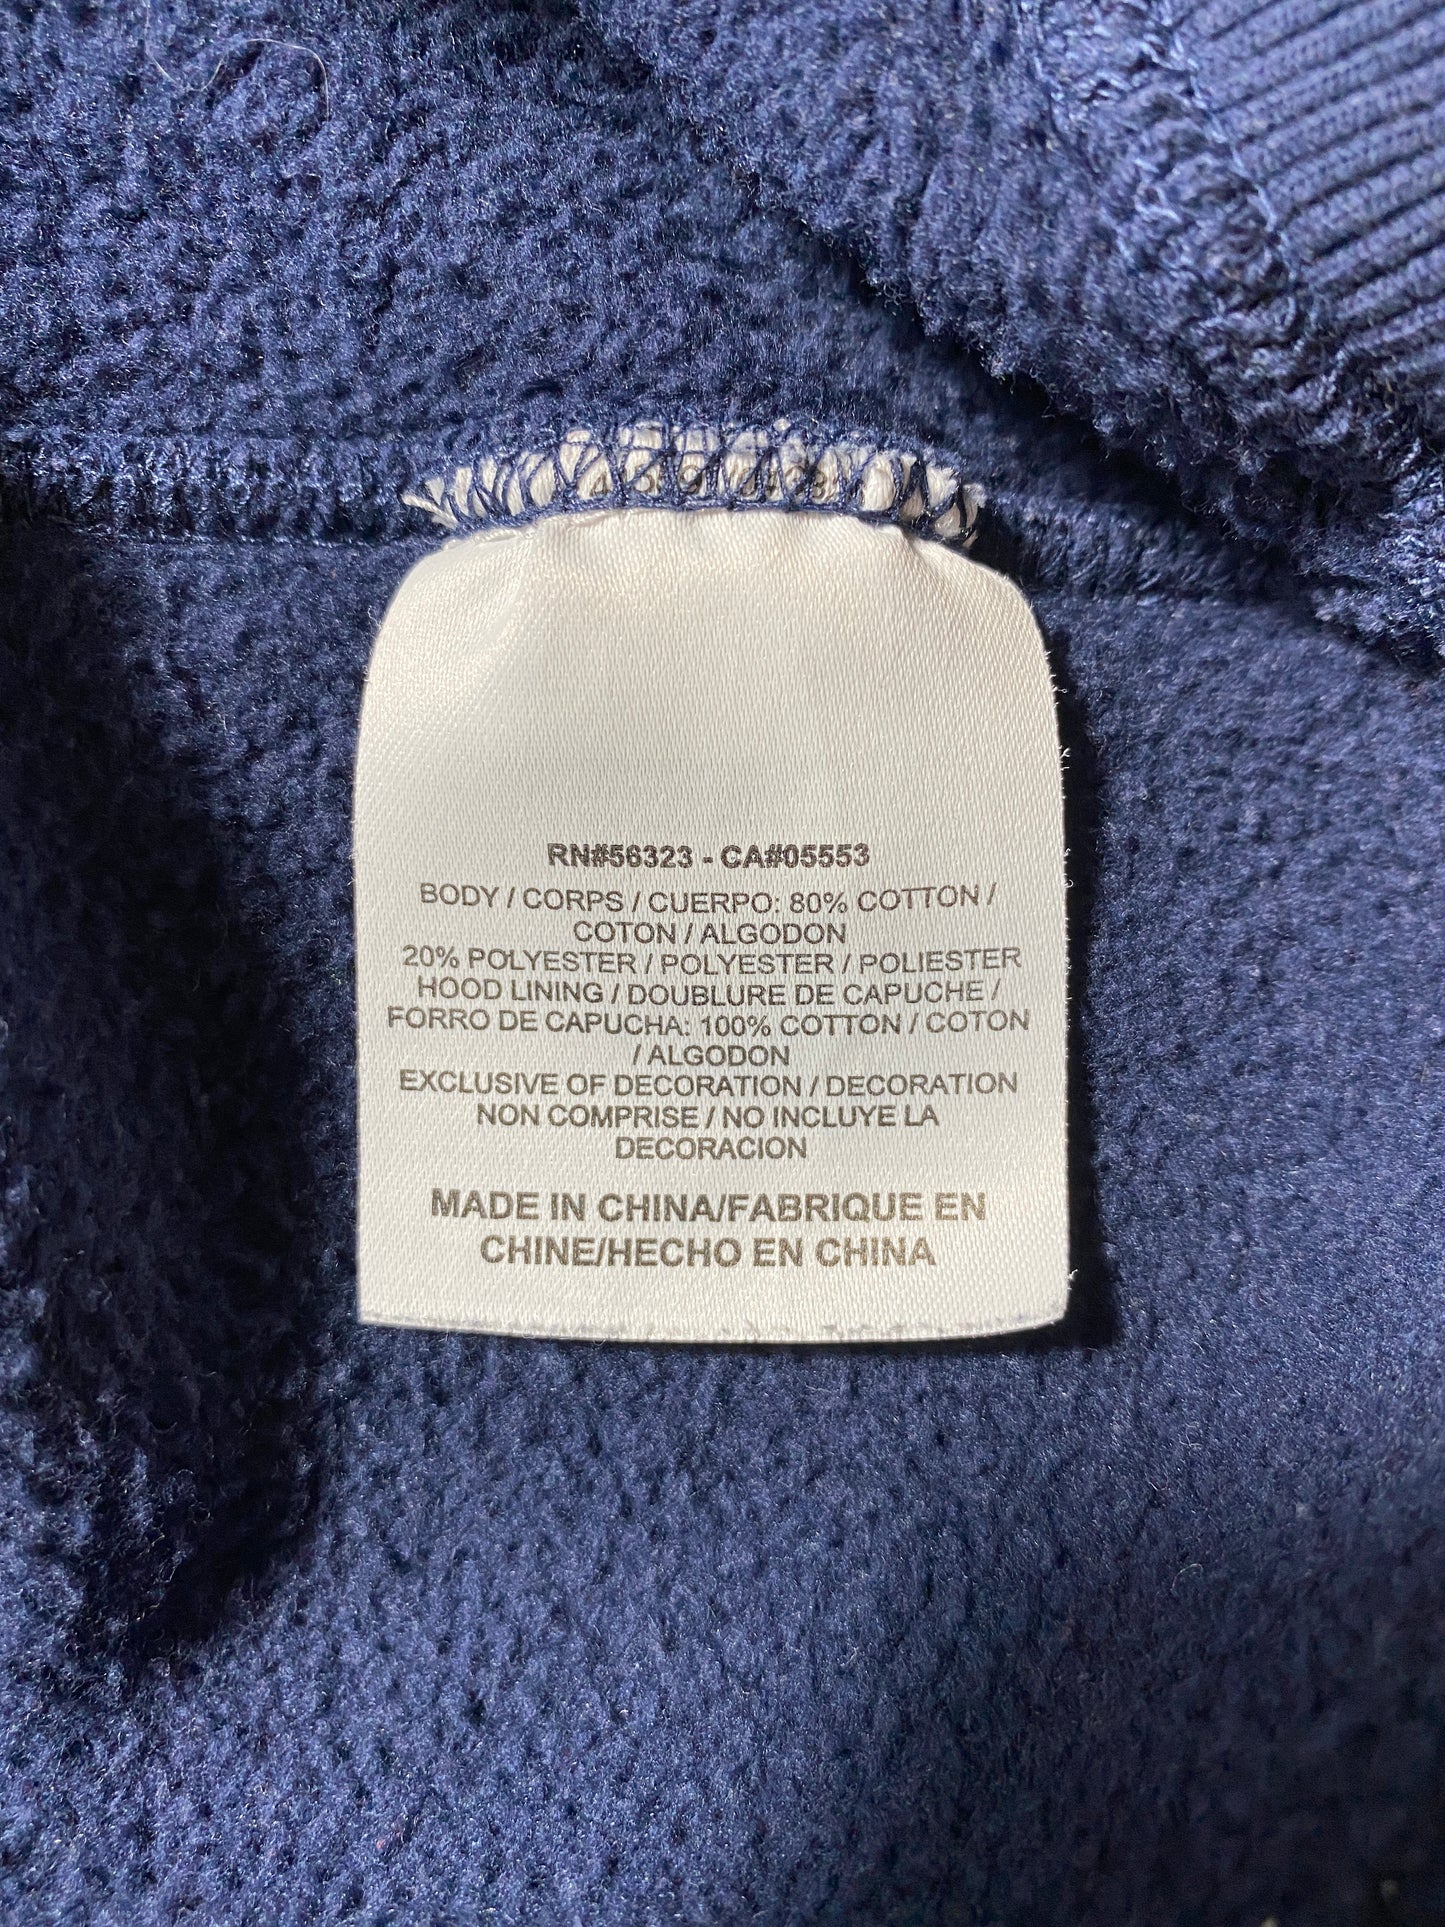 RN#56323 - CA#05553
BODY / CORPS / CUERPO: 80% COTTON /
COTON / ALGODON
20% POLYESTER / POLYESTER / POLIESTER
HOOD LINING / DOUBLURE DE CAPUCHE /
FORRO DE CAPUCHA: 100% COTTON / COTON
/ ALGODON
EXCLUSIVE OF DECORATION / DECORATION
NON COMPRISE / NO INCLUYE LA
DECORACION
MADE IN CHINA/FABRIQUE EN
CHINE/HECHO EN CHINA